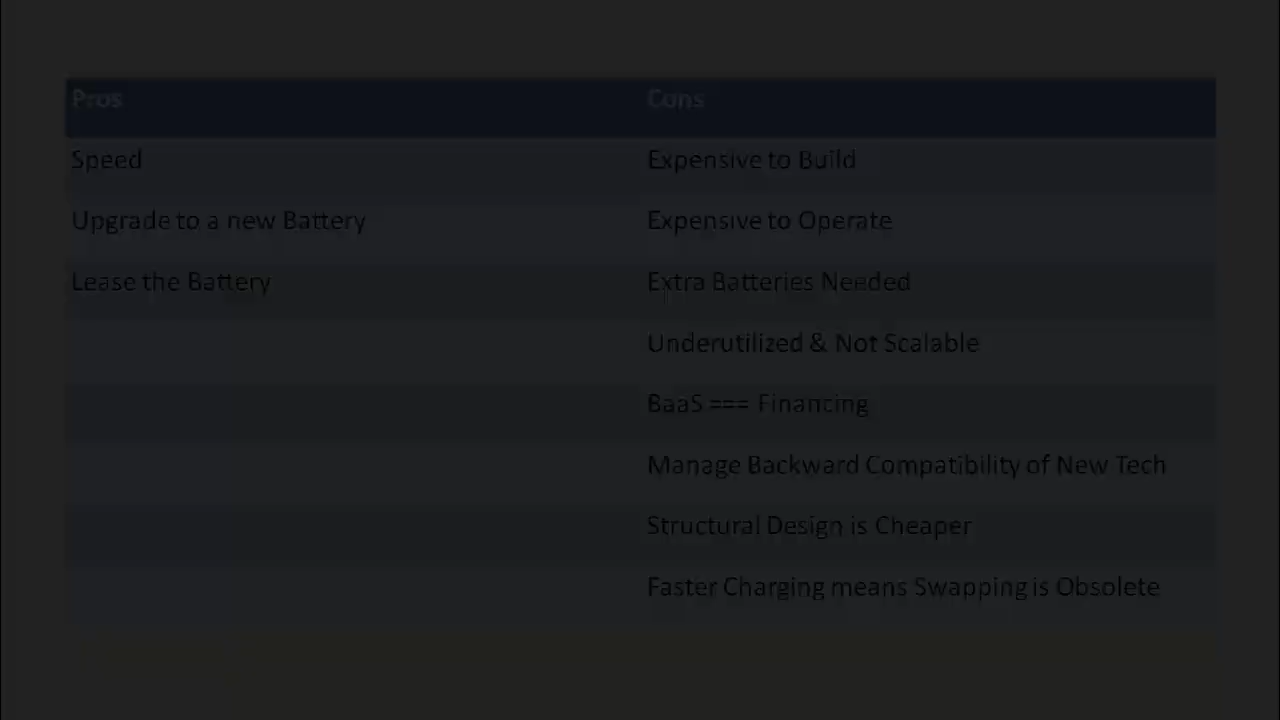 Pros Cons
Speed Expensive to Build
Upgrade to a new Battery Expensive to Operate
Lease the Battery Extra Batteries Needed
Underutilized & Not Scalable
BaaS === Financing
Manage Backward Compatibility of New Tech
Structural Design is Cheaper
Faster Charging means Swapping is Obsolete